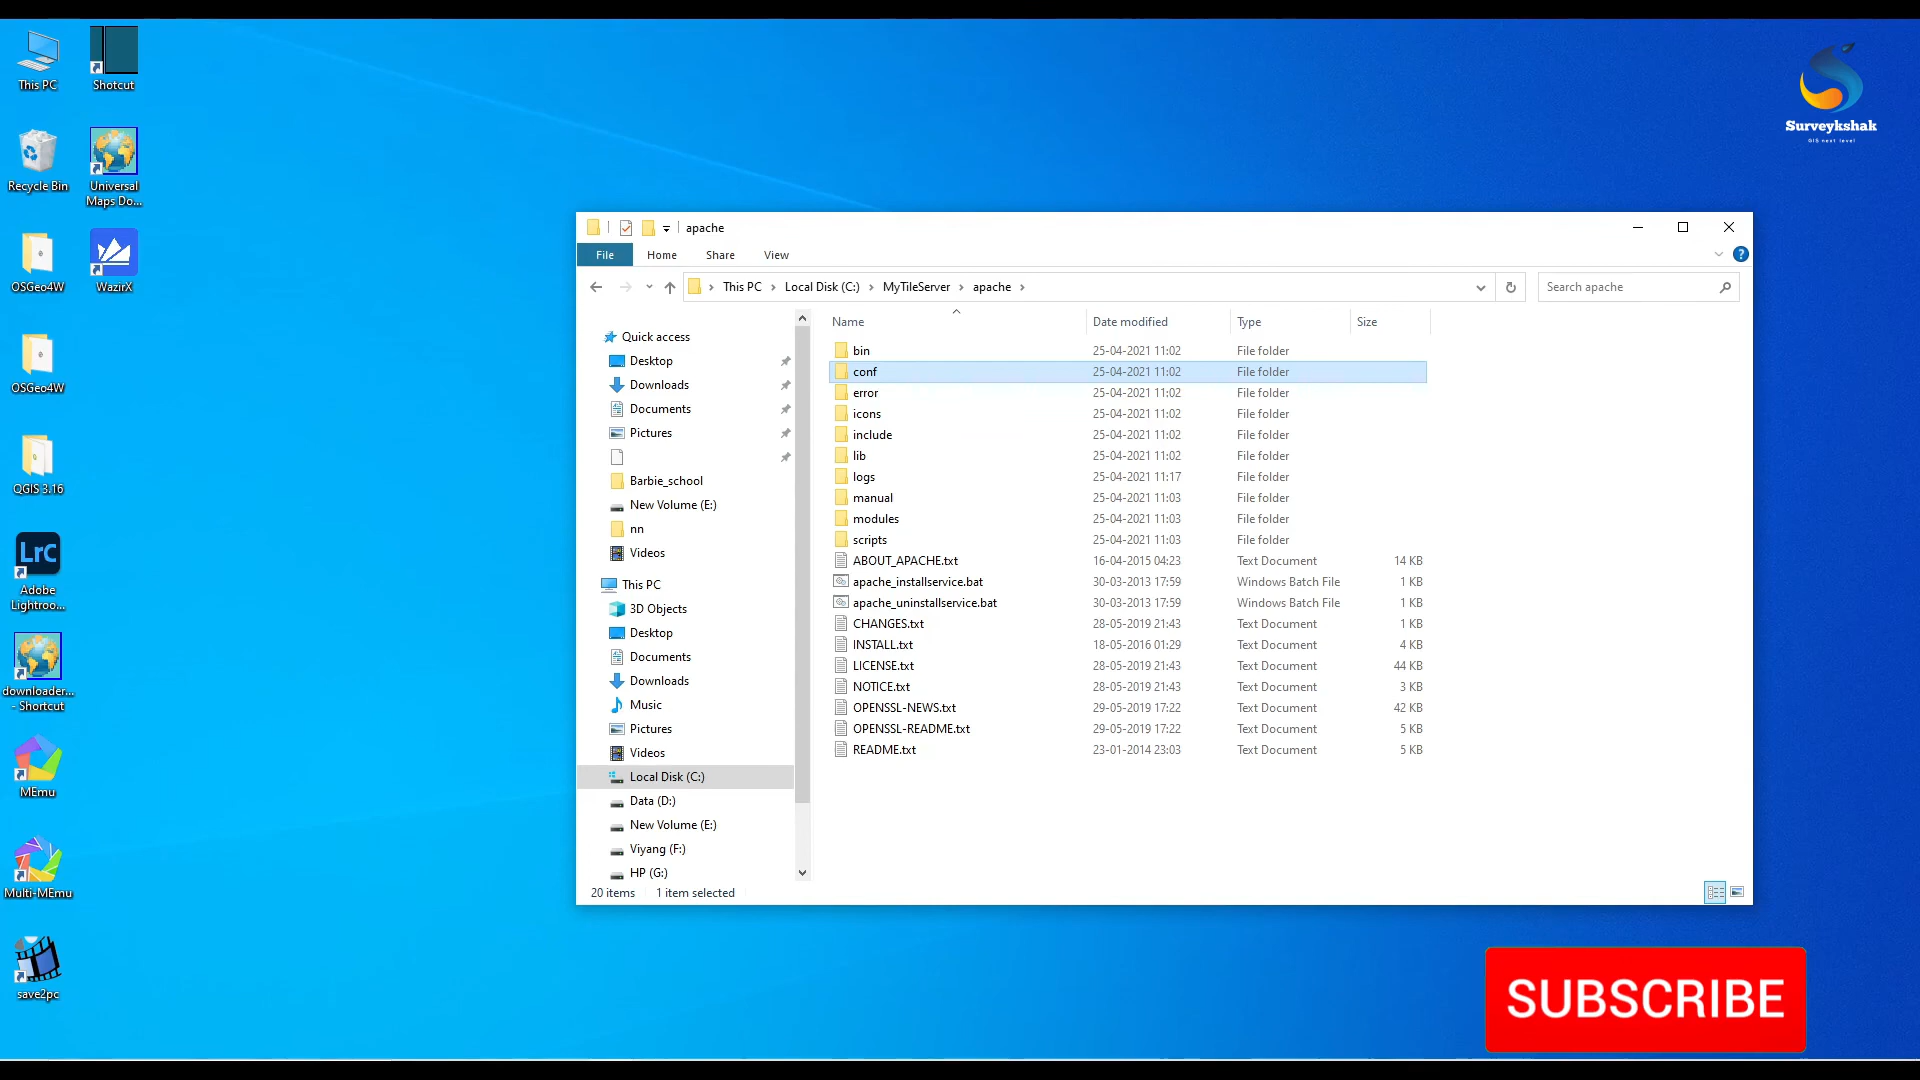 This PC
Shotcut
Recycle Bin
Universal
Maps Do...
OSGeo4W
WazirX
OSGeo4W
QGIS 3.16
LrC
Adobe
Lightroo...
downloader...
- Shortcut
MEmu
Multi-MEmu
save2pc
Surveykshak
GIS next level
apache
File
Home
Share
View
This PC
Local Disk (C:)
MyTileServer
apache
Search apache
Quick access
Desktop
Downloads
Documents
Pictures
Barbie_school
New Volume (E:)
nn
Videos
This PC
3D Objects
Desktop
Documents
Downloads
Music
Pictures
Videos
Local Disk (C:)
Data (D:)
New Volume (E:)
Viyang (F:)
HP (G:)
Name Date modified Type Size
bin 25-04-2021 11:02 File folder
conf 25-04-2021 11:02 File folder
error 25-04-2021 11:02 File folder
icons 25-04-2021 11:02 File folder
include 25-04-2021 11:02 File folder
lib 25-04-2021 11:02 File folder
logs 25-04-2021 11:17 File folder
manual 25-04-2021 11:03 File folder
modules 25-04-2021 11:03 File folder
scripts 25-04-2021 11:03 File folder
ABOUT_APACHE.txt 16-04-2015 04:23 Text Document 14 KB
apache_installservice.bat 30-03-2013 17:59 Windows Batch File 1 KB
apache_uninstallservice.bat 30-03-2013 17:59 Windows Batch File 1 KB
CHANGES.txt 28-05-2019 21:43 Text Document 1 KB
INSTALL.txt 18-05-2016 01:29 Text Document 4 KB
LICENSE.txt 28-05-2019 21:43 Text Document 44 KB
NOTICE.txt 28-05-2019 21:43 Text Document 3 KB
OPENSSL-NEWS.txt 29-05-2019 17:22 Text Document 42 KB
OPENSSL-README.txt 29-05-2019 17:22 Text Document 5 KB
README.txt 23-01-2014 23:03 Text Document 5 KB
20 items 1 item selected
SUBSCRIBE